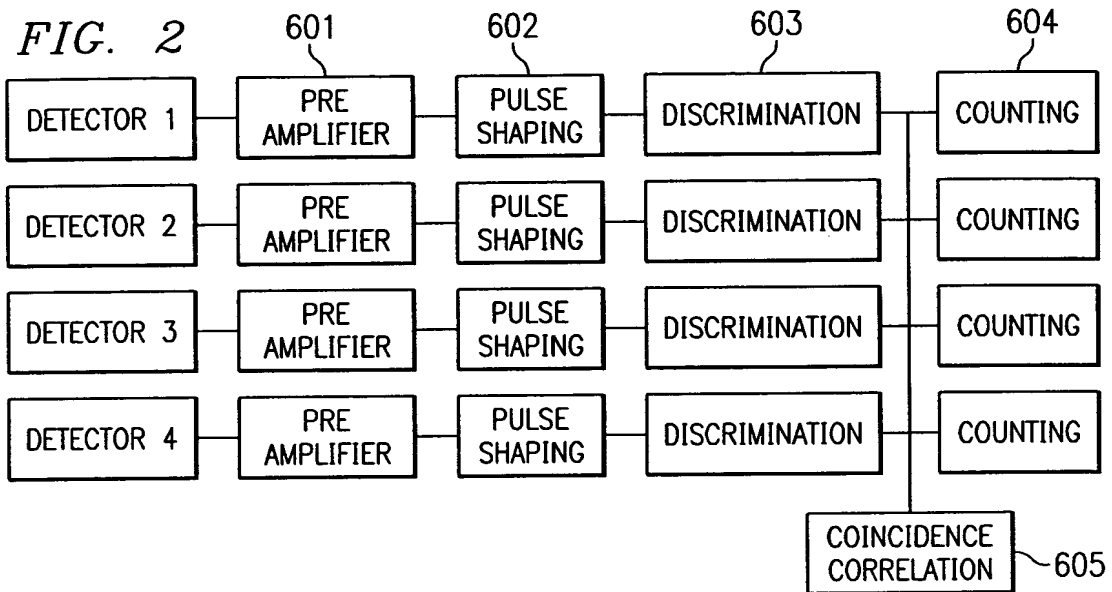 FIG. 2
601
602
603
604
DETECTOR 1
PRE
AMPLIFIER
PULSE
SHAPING
DISCRIMINATION
COUNTING
DETECTOR 2
PRE
AMPLIFIER
PULSE
SHAPING
DISCRIMINATION
COUNTING
DETECTOR 3
PRE
AMPLIFIER
PULSE
SHAPING
DISCRIMINATION
COUNTING
DETECTOR 4
PRE
AMPLIFIER
PULSE
SHAPING
DISCRIMINATION
COUNTING
COINCIDENCE
CORRELATION
605